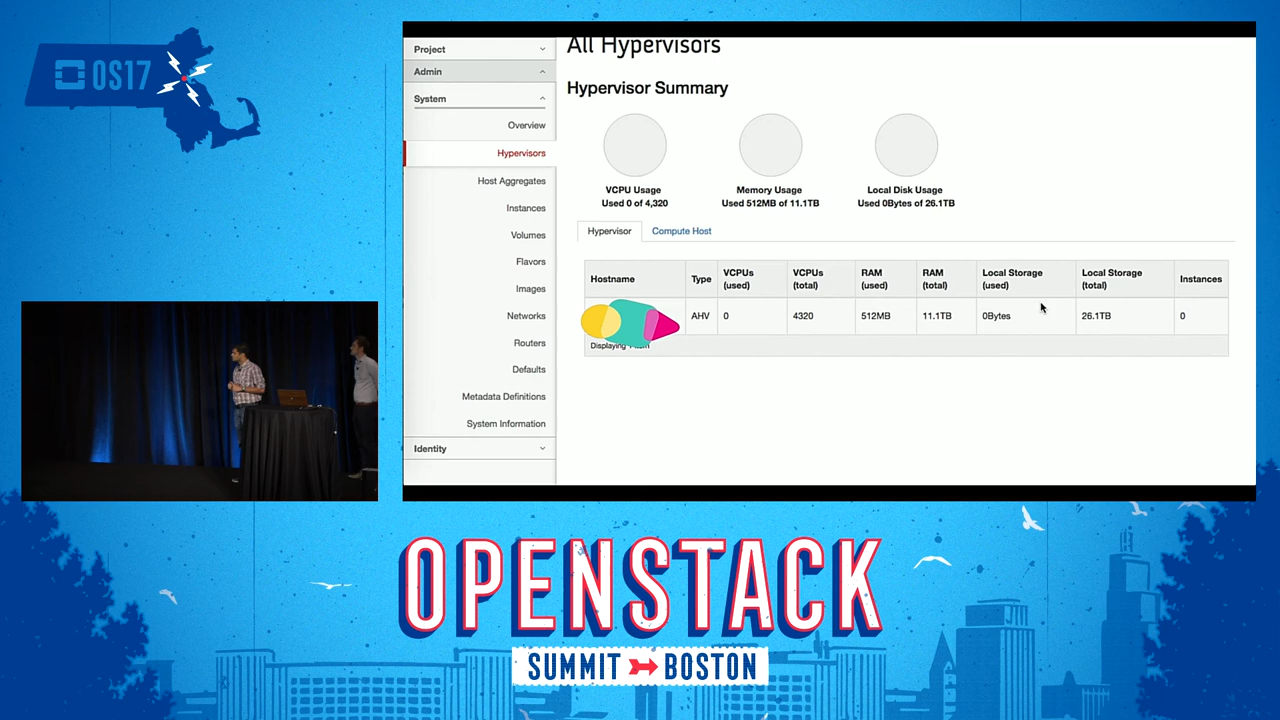 OS17
Project
Admin
System
Overview
Hypervisors
Host Aggregates
Instances
Volumes
Flavors
Images
Networks
Routers
Defaults
Metadata Definitions
System Information
Identity
All Hypervisors
Hypervisor Summary
VCPU Usage
Used 0 of 4,320
Memory Usage
Used 512MB of 11.1TB
Local Disk Usage
Used 0Bytes of 26.1TB
Hypervisor Compute Host
Hostname Type VCPUs (used) VCPUs (total) RAM (used) RAM (total) Local Storage (used) Local Storage (total) Instances
AHV 0 4320 512MB 11.1TB 0Bytes 26.1TB 0
Displaying
OPENSTACK
SUMMIT BOSTON